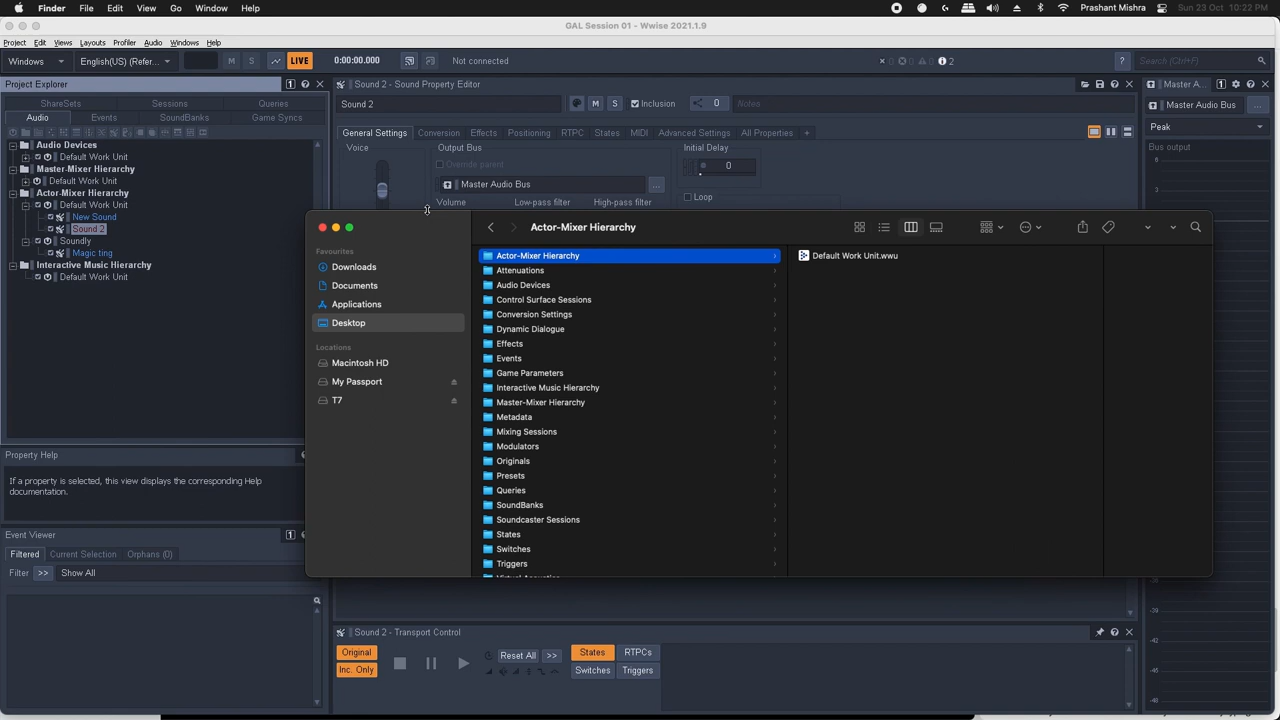 Finder File Edit View Go Window Help
Prashant Mishra Sun 23 Oct 10:22 PM
GAL Session 01 - Wwise 2021.1.9
Project Edit Views Layouts Profiler Audio Windows Help
Windows English(US) (Refer... M S LIVE 0:00:00.000 Not connected 2 Search (Ctrl+F)
Project Explorer 1
ShareSets Sessions Queries
Audio Events SoundBanks Game Syncs
Audio Devices
Default Work Unit
Master-Mixer Hierarchy
Default Work Unit
Actor-Mixer Hierarchy
Default Work Unit
New Sound
Sound 2
Soundly
Magic ting
Interactive Music Hierarchy
Default Work Unit
Property Help
If a property is selected, this view displays the corresponding Help
documentation.
Event Viewer 1
Filtered Current Selection Orphans (0)
Filter >> Show All
Sound 2 - Sound Property Editor
Sound 2 M S Inclusion 0 Notes
General Settings Conversion Effects Positioning RTPC States MIDI Advanced Settings All Properties +
Voice Output Bus Initial Delay
Override parent 0
Master Audio Bus ...
Volume Low-pass filter High-pass filter Loop
Actor-Mixer Hierarchy
Favourites
Downloads
Documents
Applications
Desktop
Locations
Macintosh HD
My Passport
T7
Actor-Mixer Hierarchy
Attenuations
Audio Devices
Control Surface Sessions
Conversion Settings
Dynamic Dialogue
Effects
Events
Game Parameters
Interactive Music Hierarchy
Master-Mixer Hierarchy
Metadata
Mixing Sessions
Modulators
Originals
Presets
Queries
SoundBanks
Soundcaster Sessions
States
Switches
Triggers
Default Work Unit.wwu
Sound 2 - Transport Control
Original Inc. Only Reset All >> States RTPCs
Switches Triggers
Master A... 1
Master Audio Bus ...
Peak
Bus output
6
3
-39
-42
-45
-48